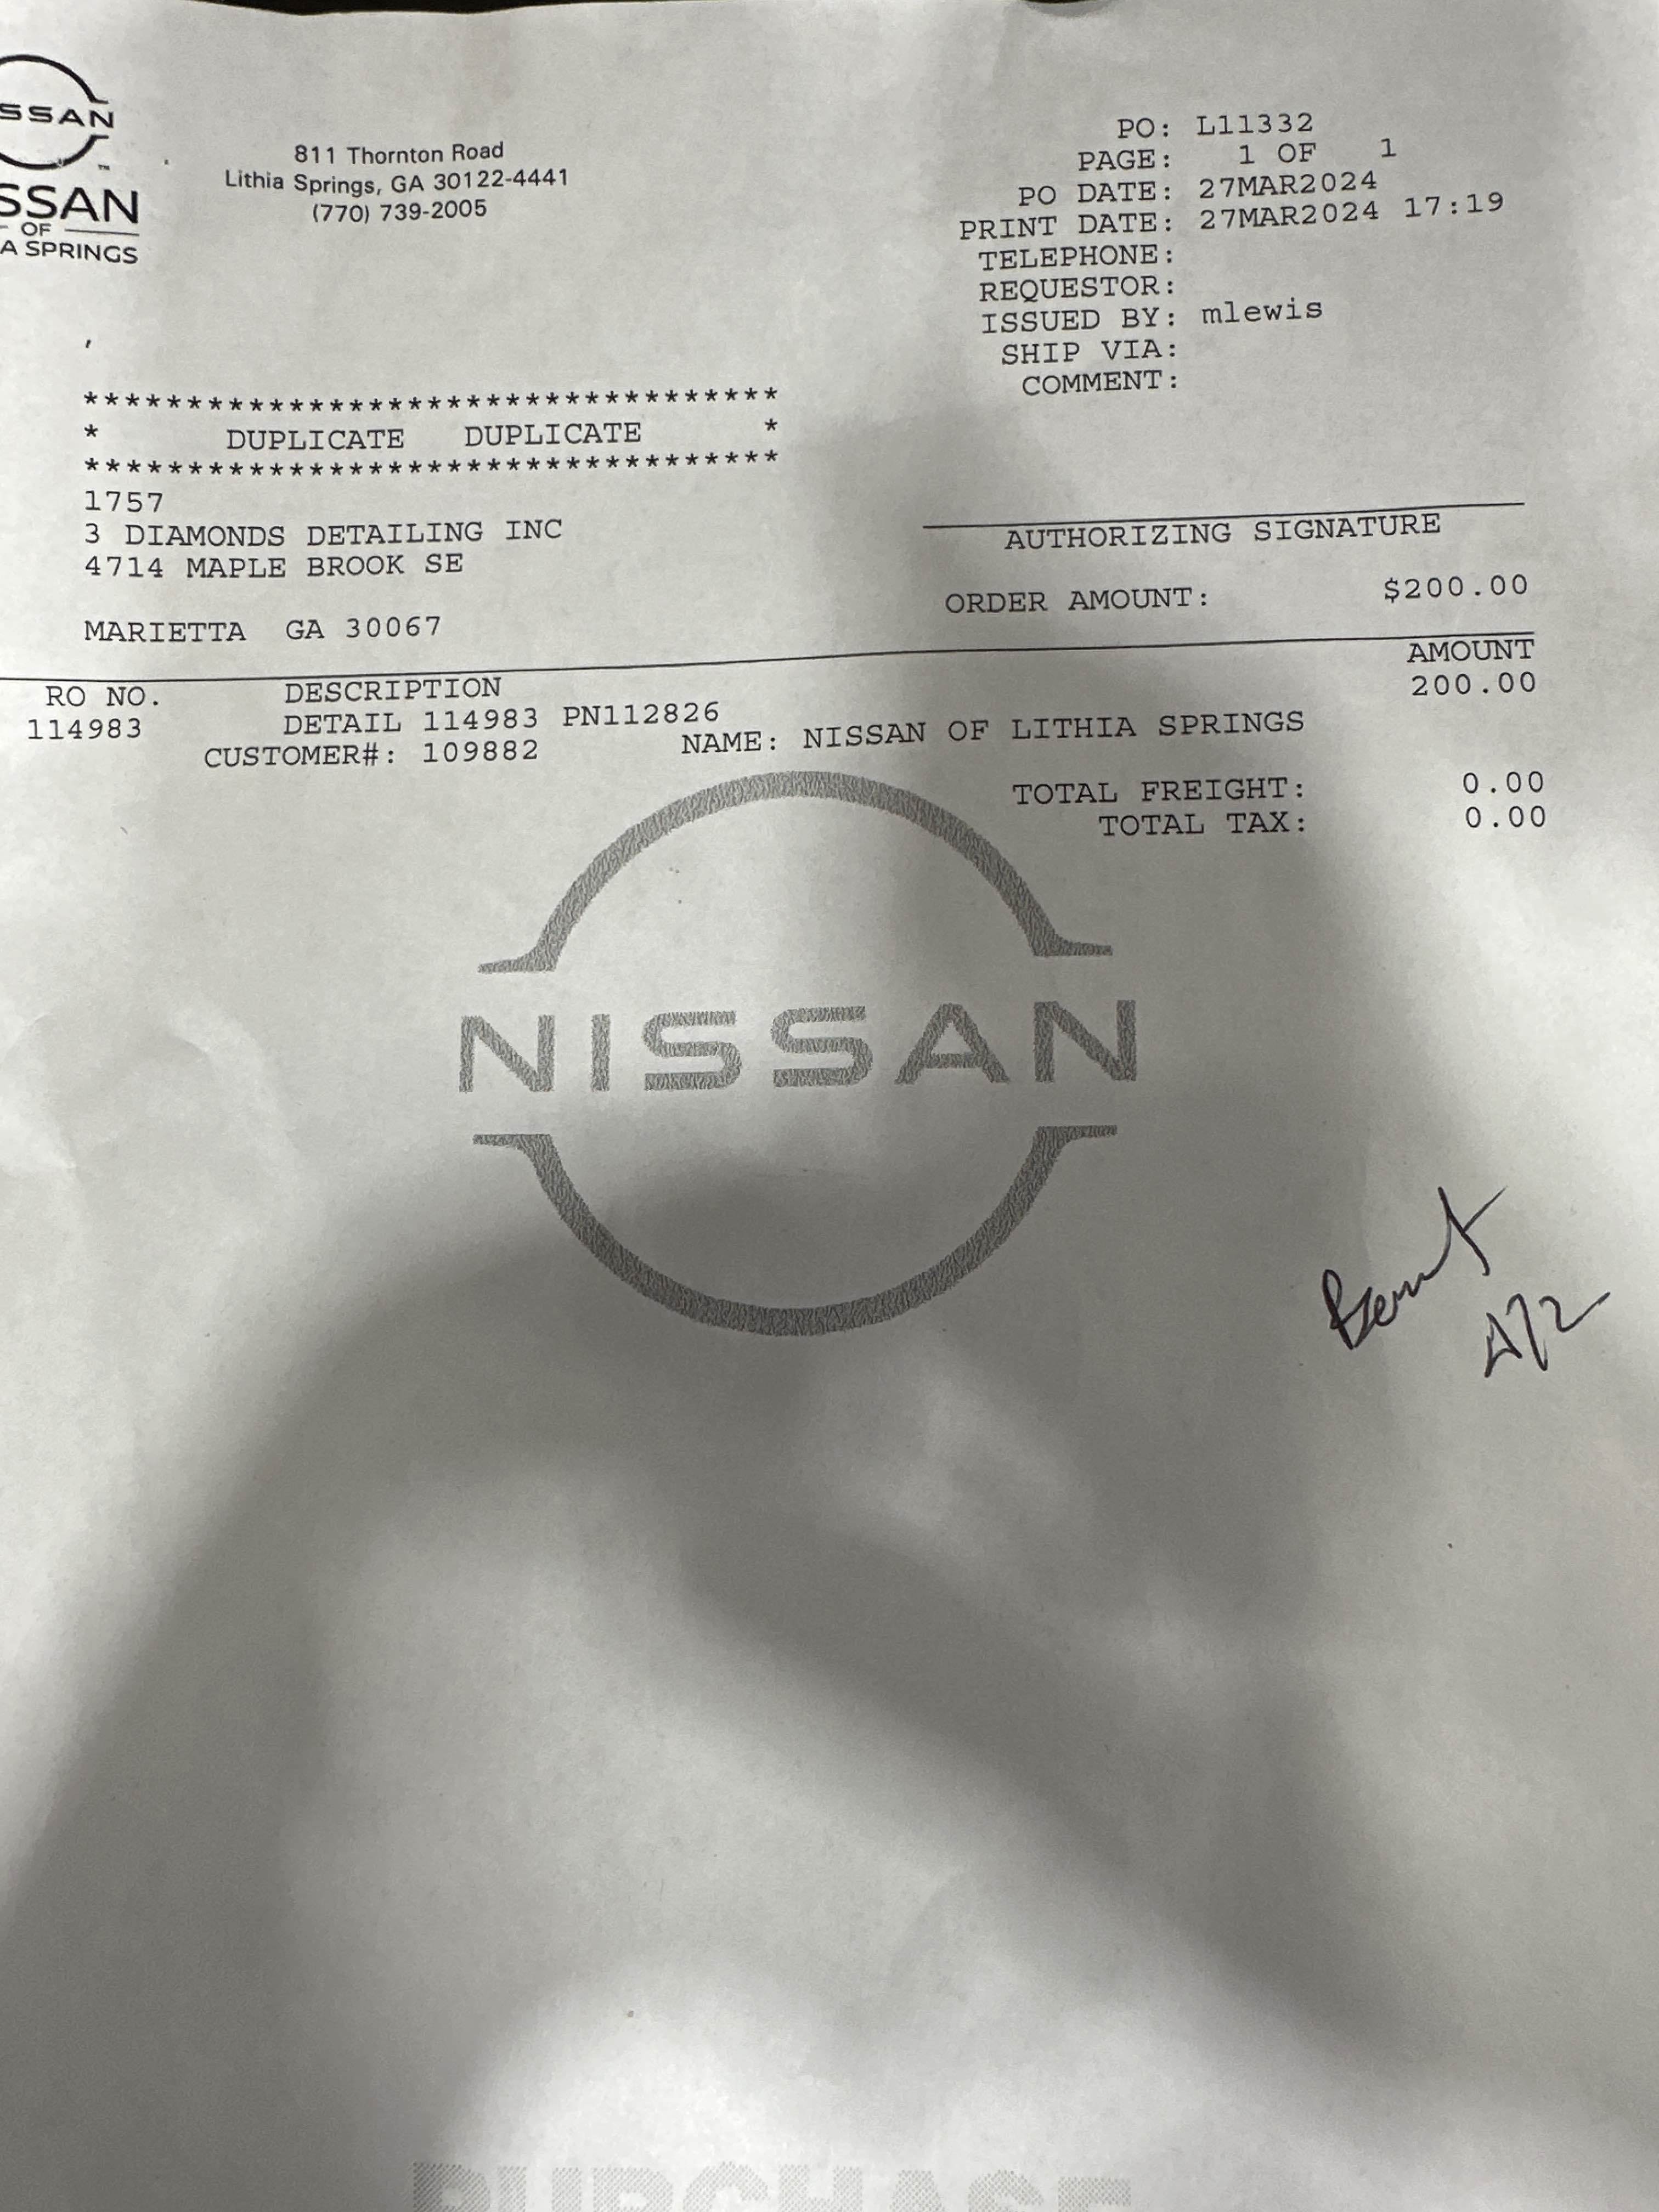 SSAN
SSAN
OF
A SPRINGS
811 Thornton Road
Lithia Springs, GA 30122-4441
(770) 739-2005
PO: L11332
PAGE: 1 OF 1
PO DATE: 27MAR2024
PRINT DATE: 27MAR2024 17:19
TELEPHONE:
REQUESTOR:
ISSUED BY: mlewis
SHIP VIA:
COMMENT:
,
***********************************
* DUPLICATE DUPLICATE *
***********************************
1757
3 DIAMONDS DETAILING INC
4714 MAPLE BROOK SE
MARIETTA GA 30067
AUTHORIZING SIGNATURE
ORDER AMOUNT: $200.00
RO NO. DESCRIPTION AMOUNT
114983 DETAIL 114983 PN112826 200.00
CUSTOMER#: 109882 NAME: NISSAN OF LITHIA SPRINGS
TOTAL FREIGHT: 0.00
TOTAL TAX: 0.00
NISSAN
4/2
PURCHASE